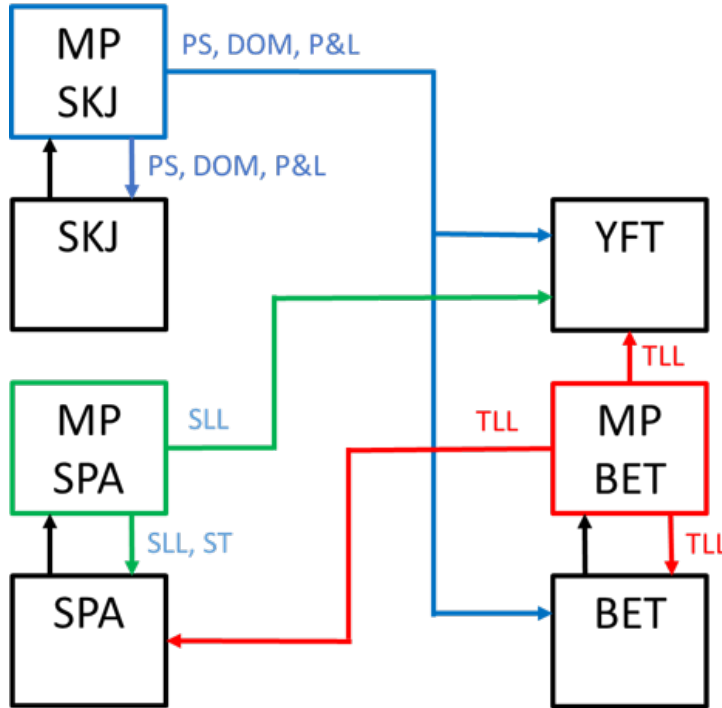 MP
SKJ
PS, DOM, P&L
PS, DOM, P&L
SKJ
YFT
TLL
MP
SPA
SLL
TLL
MP
BET
SLL, ST
TLL
SPA
BET